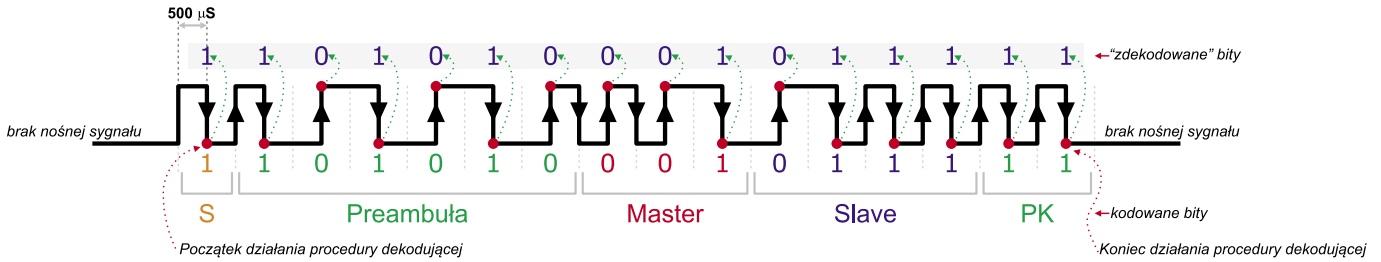 500 μS
1 1 0 1 0 1 0 0 0 1 0 1 1 1 1 1
"zdekodowane" bity
brak nośnej sygnału
brak nośnej sygnału
1 1 0 1 0 1 0 0 0 1 0 1 1 1 1 1
S Preambuła Master Slave PK
kodowane bity
Początek działania procedury dekodującej
Koniec działania procedury dekodującej